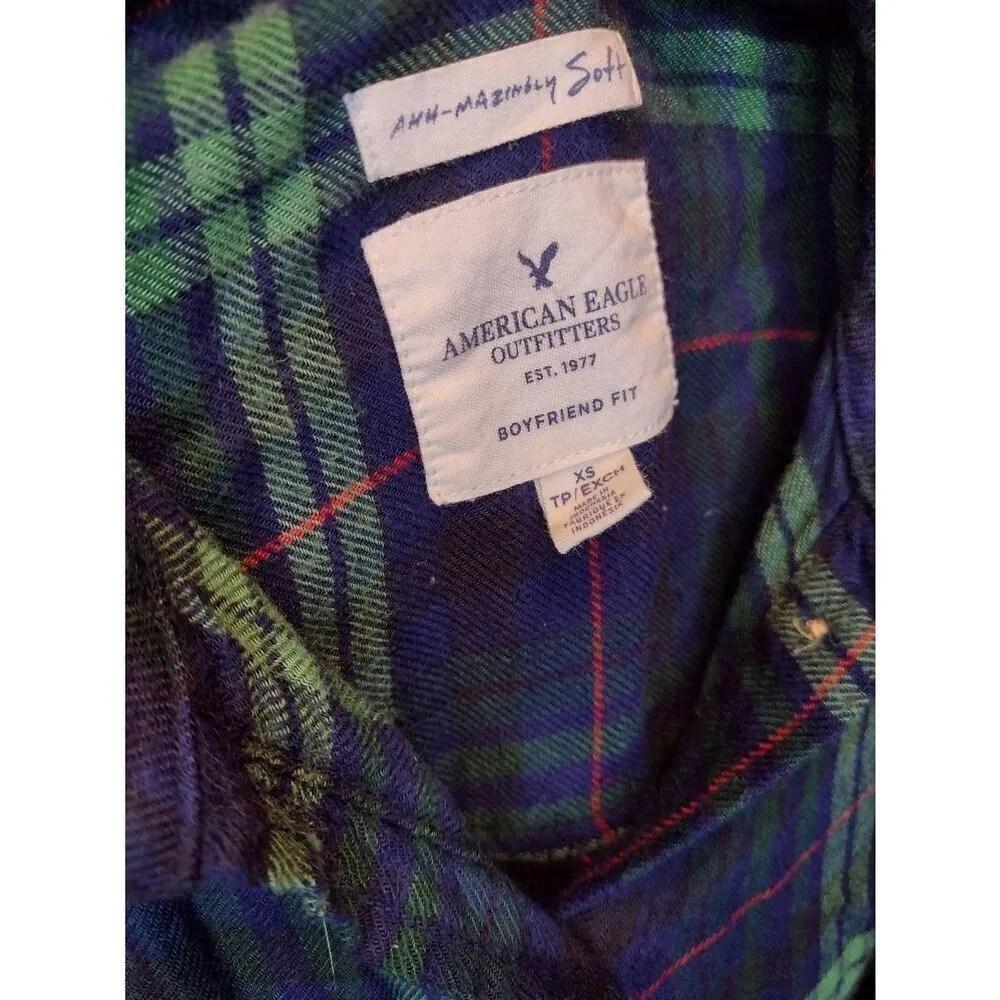 AHH-MAZINGLY Soft
AMERICAN EAGLE
OUTFITTERS
EST. 1977
BOYFRIEND FIT
XS
TP/EXCH
MADE IN
INDONESIA
FABRIQUE EN
INDONESIE